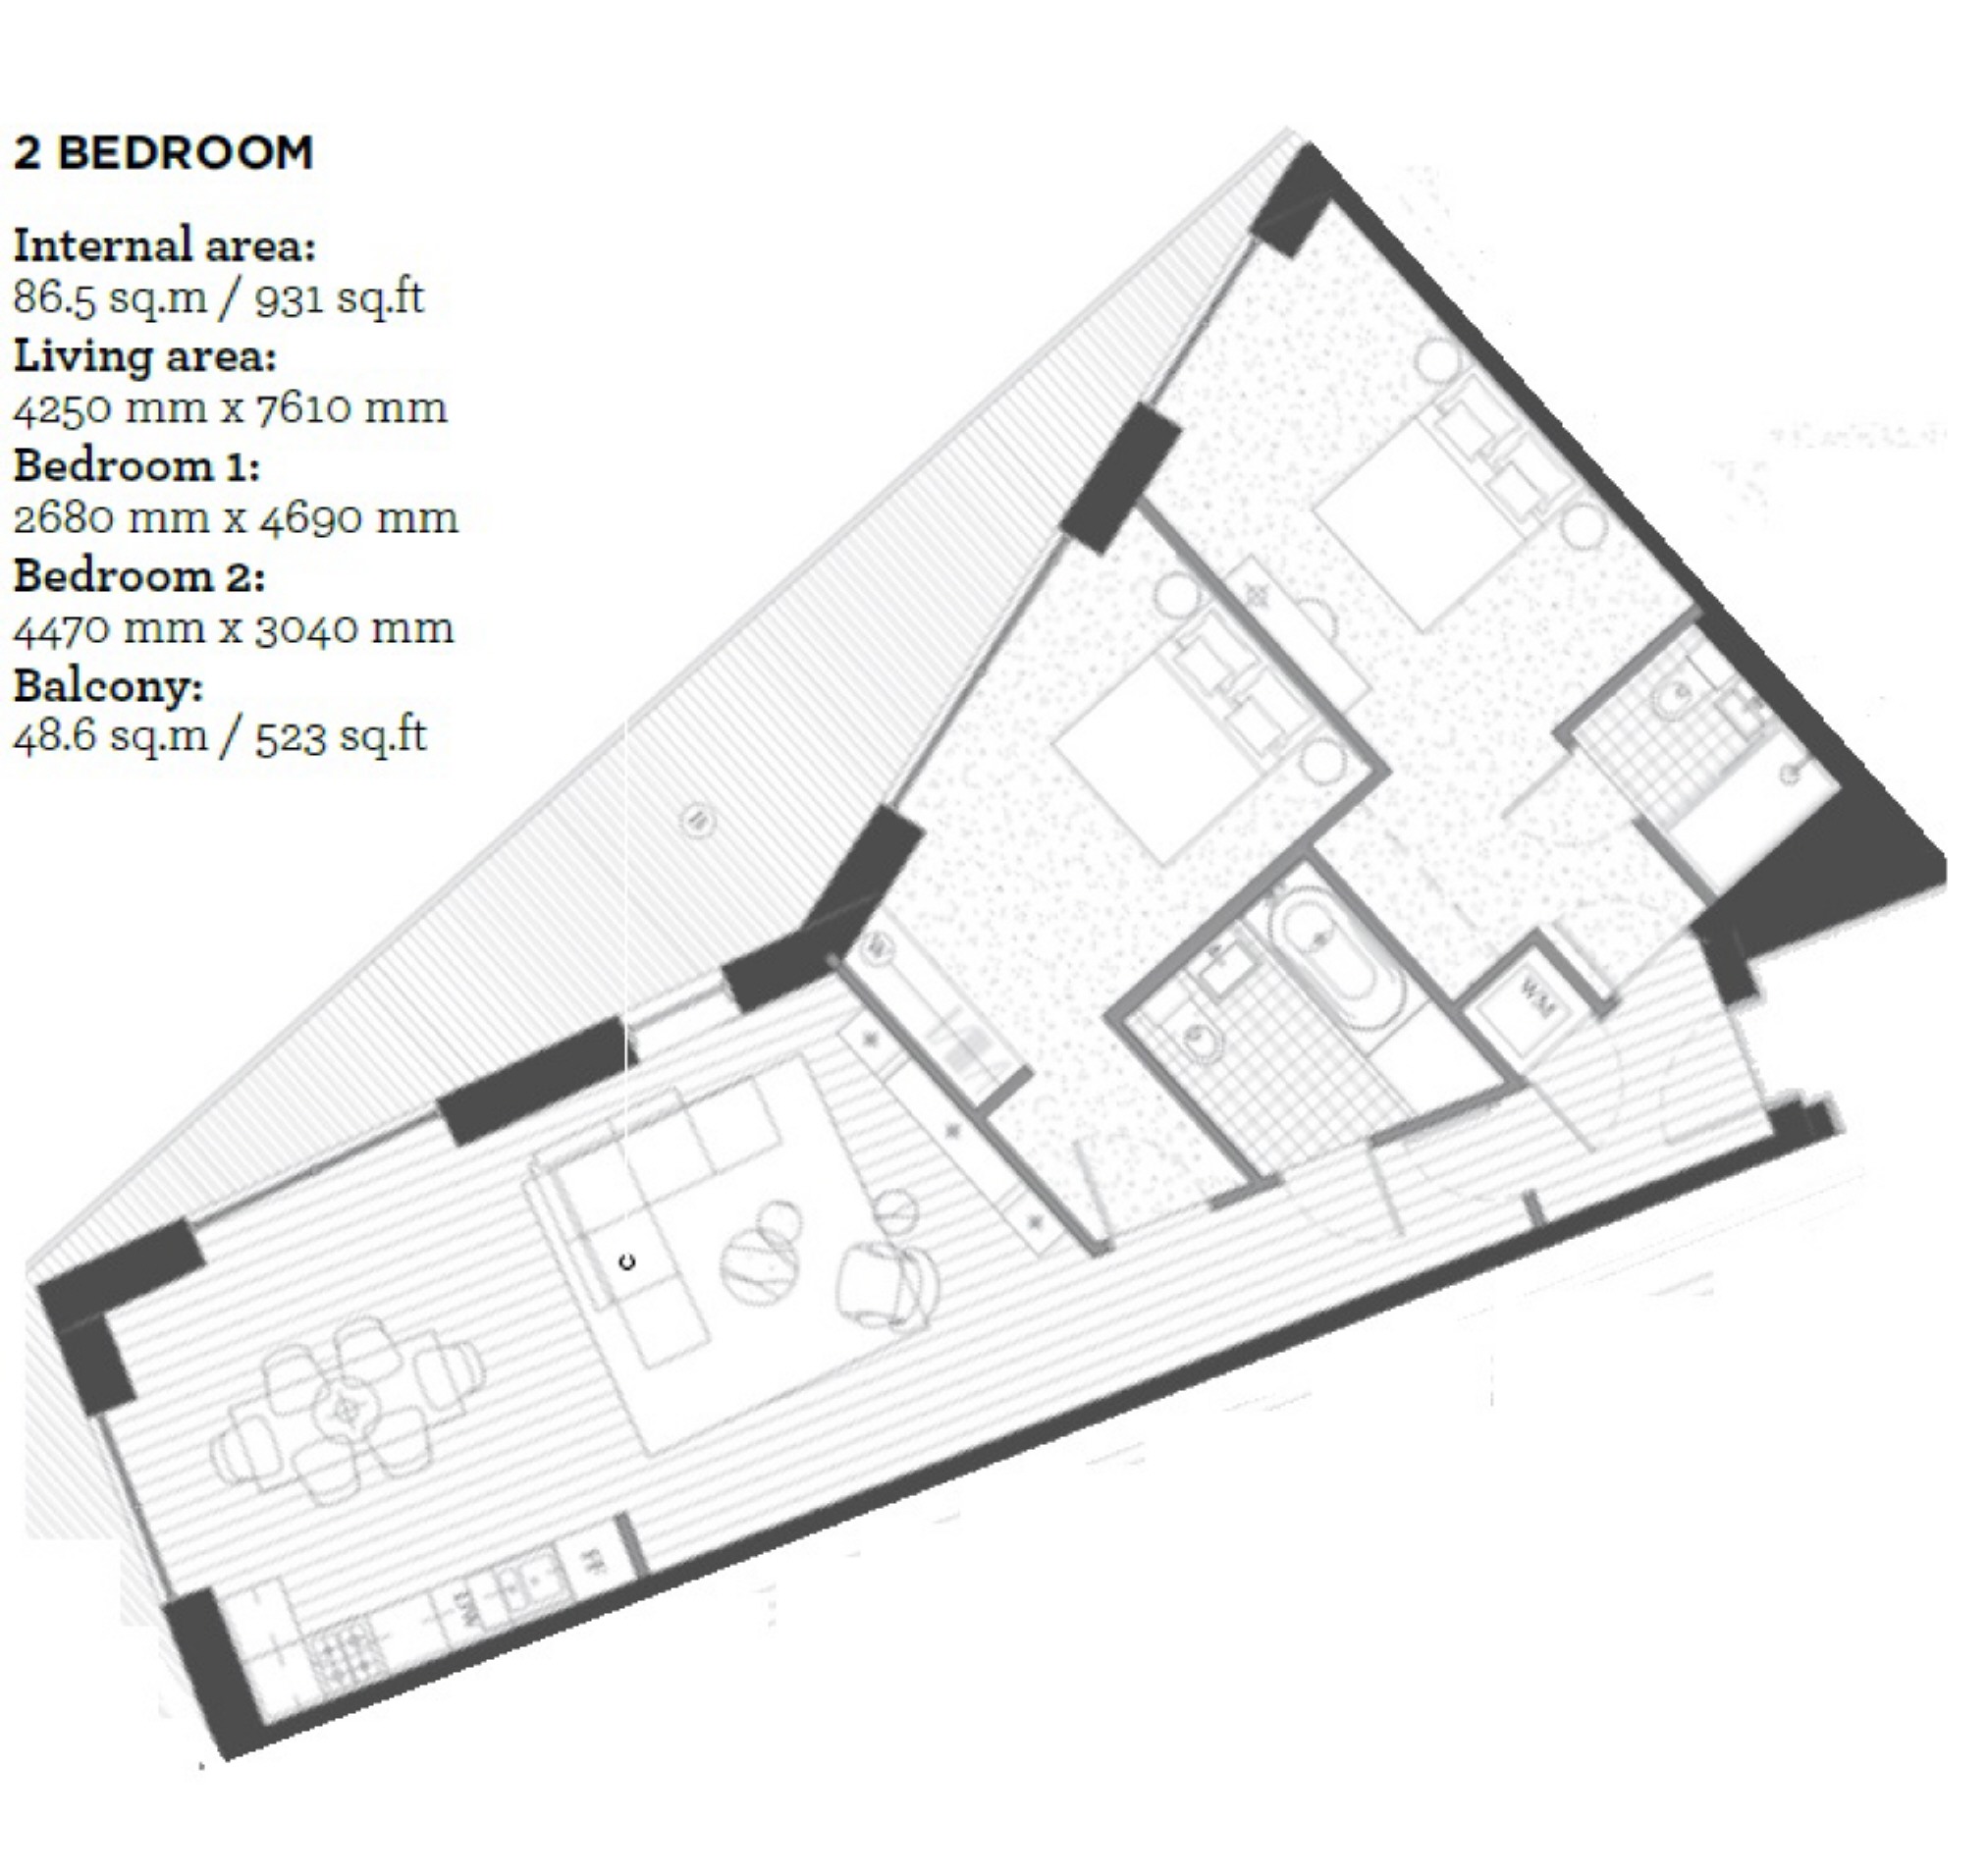 2 BEDROOM
Internal area:
86.5 sq.m / 931 sq.ft
Living area:
4250 mm x 7610 mm
Bedroom 1:
2680 mm x 4690 mm
Bedroom 2:
4470 mm x 3040 mm
Balcony:
48.6 sq.m / 523 sq.ft
W
WM
C
FF
DW